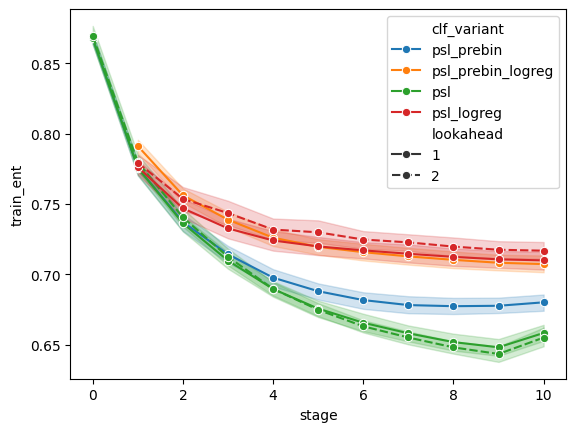 clf_variant
psl_prebin
psl_prebin_logreg
psl
psl_logreg
lookahead
1
2
train_ent
0.85
0.80
0.75
0.70
0.65
0 2 4 6 8 10
stage